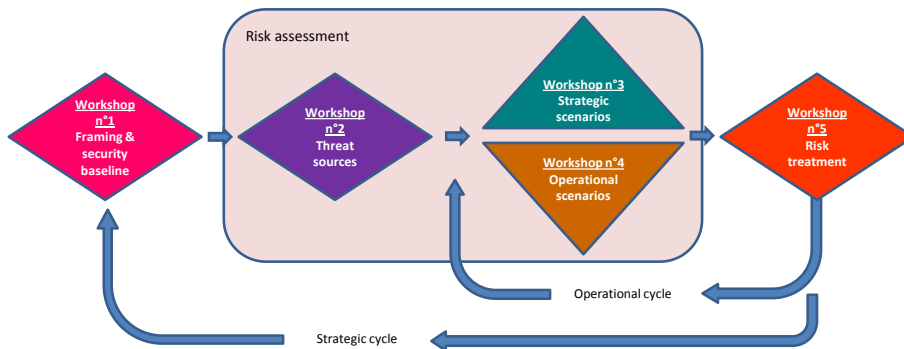 Risk assessment
Workshop
n°1
Framing &
security
baseline
Workshop
n°2
Threat
sources
Workshop n°3
Strategic
scenarios
Workshop n°4
Operational
scenarios
Workshop
n°5
Risk
treatment
Operational cycle
Strategic cycle